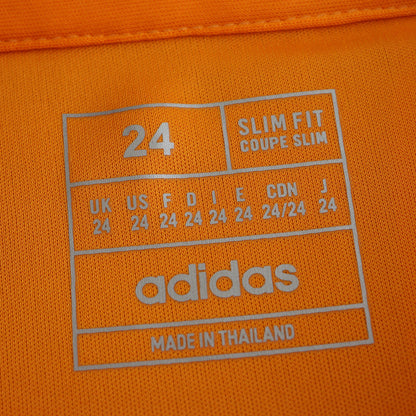 24
SLIM FIT
COUPE SLIM
UK US F D I E CDN J
24 24 24 24 24 24 24/24 24
adidas
MADE IN THAILAND